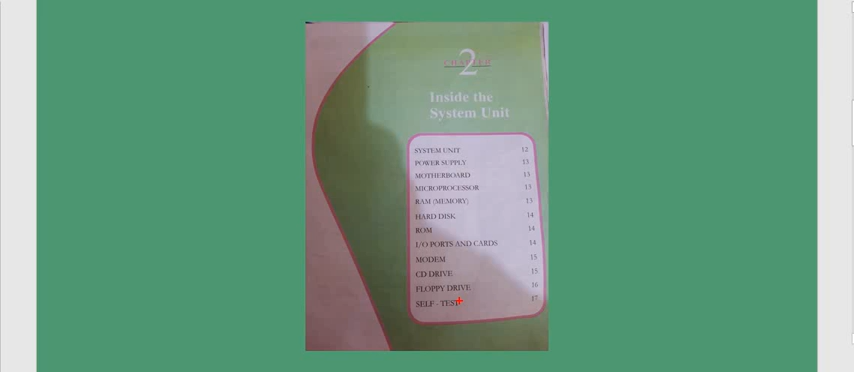 CHAPTER
2
Inside the
System Unit
SYSTEM UNIT 12
POWER SUPPLY 13
MOTHERBOARD 13
MICROPROCESSOR 13
RAM (MEMORY) 13
HARD DISK 14
ROM 14
I/O PORTS AND CARDS 14
MODEM 15
CD DRIVE 15
FLOPPY DRIVE 16
SELF - TEST 17